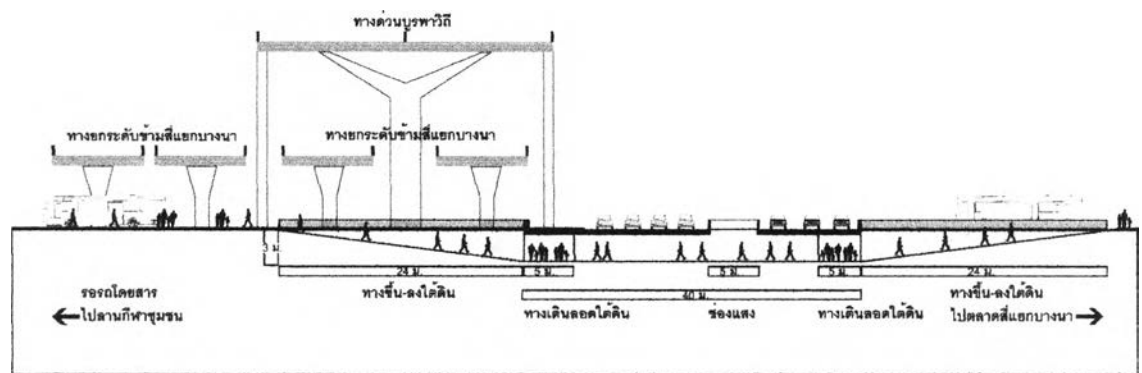 ทางด่วนบูรพาวิถี
ทางยกระดับข้ามสี่แยกบางนา
ทางยกระดับข้ามสี่แยกบางนา
3 ม.
24 ม.
5 ม.
5 ม.
5 ม.
24 ม.
40 ม.
รอรถโดยสาร
ไปลานกีฬาชุมชน
ทางขึ้น-ลงใต้ดิน
ทางเดินลอดใต้ดิน
ช่องแสง
ทางเดินลอดใต้ดิน
ทางขึ้น-ลงใต้ดิน
ไปตลาดสี่แยกบางนา